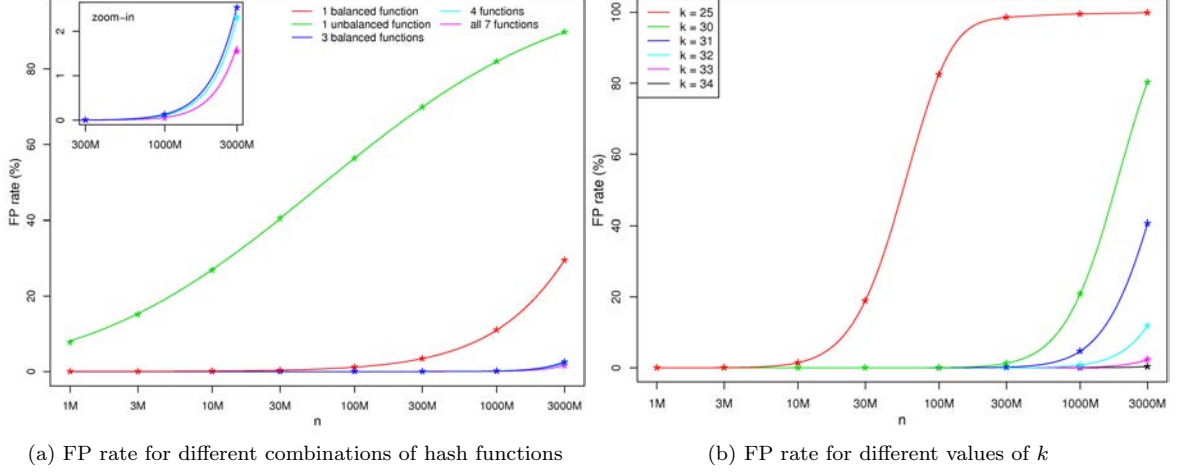 zoom−in
2
1
0
300M
1000M
3000M
1 balanced function
1 unbalanced function
3 balanced functions
4 functions
all 7 functions
FP rate (%)
80
60
40
20
0
1M
3M
10M
30M
100M
300M
1000M
3000M
n
(a) FP rate for different combinations of hash functions
k = 25
k = 30
k = 31
k = 32
k = 33
k = 34
FP rate (%)
100
80
60
40
20
0
1M
3M
10M
30M
100M
300M
1000M
3000M
n
(b) FP rate for different values of k